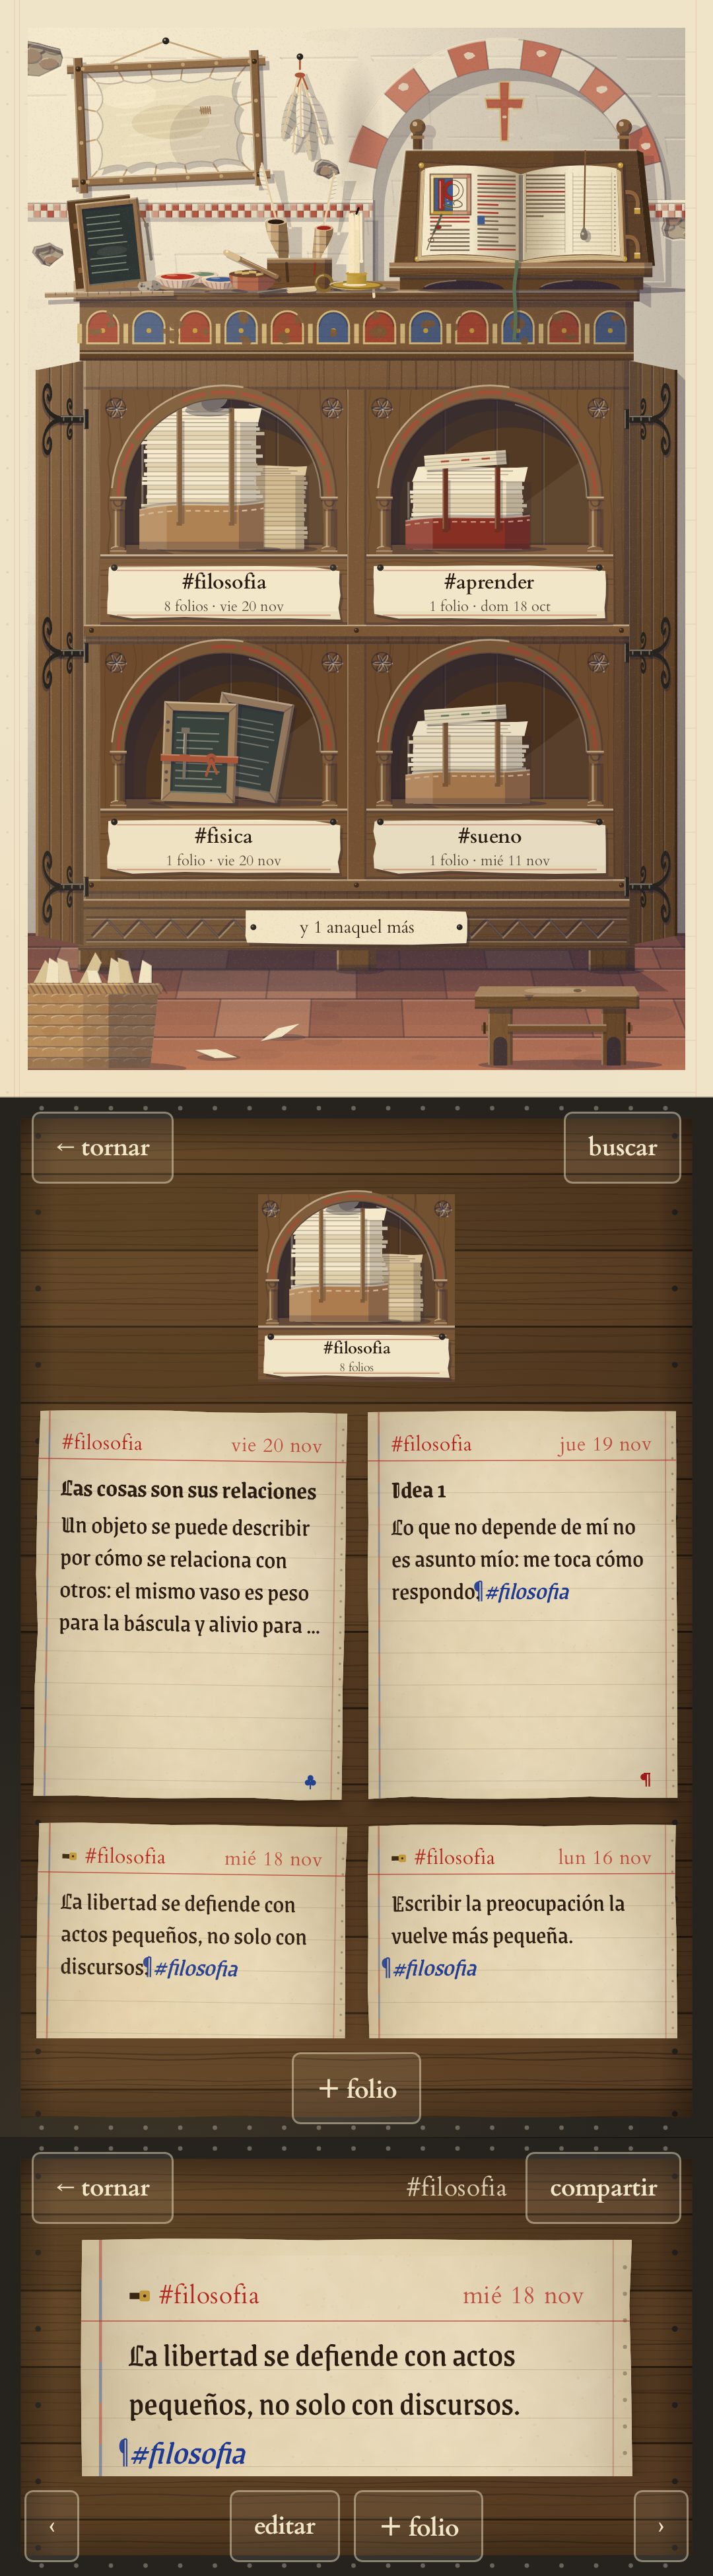 #filosofia
8 folios · vie 20 nov
#aprender
1 folio · dom 18 oct
#fisica
1 folio · vie 20 nov
#sueno
1 folio · mié 11 nov
y 1 anaquel más
← tornar
buscar
#filosofia
8 folios
#filosofia vie 20 nov
Las cosas son sus relaciones
Un objeto se puede describir
por cómo se relaciona con
otros: el mismo vaso es peso
para la báscula y alivio para ...
♣
#filosofia jue 19 nov
Idea 1
Lo que no depende de mí no
es asunto mío: me toca cómo
respondo.¶#filosofia
¶
#filosofia mié 18 nov
La libertad se defiende con
actos pequeños, no solo con
discursos.¶#filosofia
#filosofia lun 16 nov
Escribir la preocupación la
vuelve más pequeña.
¶#filosofia
+ folio
← tornar
#filosofia
compartir
#filosofia mié 18 nov
La libertad se defiende con actos
pequeños, no solo con discursos.
¶#filosofia
‹
editar
+ folio
›